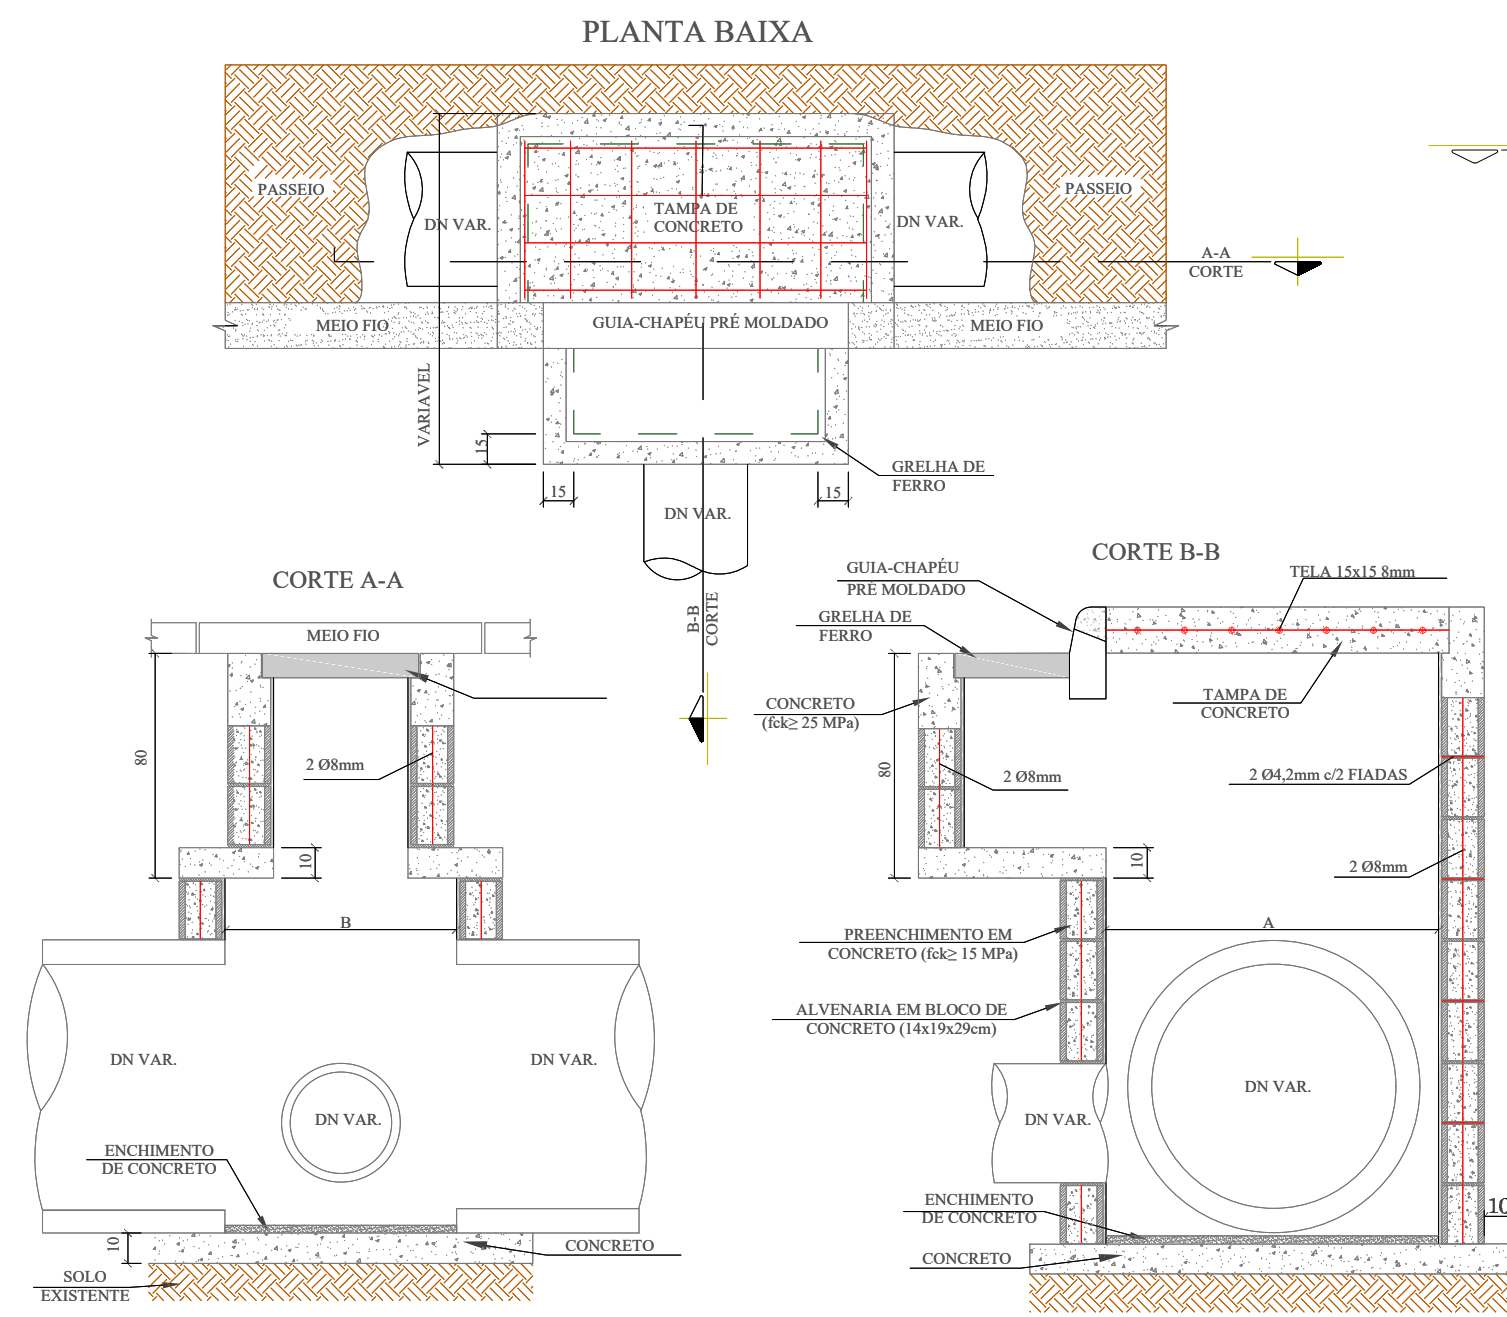 PLANTA BAIXA
PASSEIO
PASSEIO
DN VAR.
TAMPA DE
CONCRETO
DN VAR.
A-A
CORTE
MEIO FIO
GUIA-CHAPÉU PRÉ MOLDADO
MEIO FIO
VARIAVEL
15
GRELHA DE
FERRO
15
15
DN VAR.
B-B
CORTE
CORTE A-A
MEIO FIO
80
2 Ø8mm
10
B
DN VAR.
DN VAR.
DN VAR.
ENCHIMENTO
DE CONCRETO
10
CONCRETO
SOLO
EXISTENTE
CORTE B-B
GUIA-CHAPÉU
PRÉ MOLDADO
TELA 15x15 8mm
GRELHA DE
FERRO
CONCRETO
(fck≥ 25 MPa)
TAMPA DE
CONCRETO
80
2 Ø8mm
2 Ø4,2mm c/2 FIADAS
10
2 Ø8mm
A
PREENCHIMENTO EM
CONCRETO (fck≥ 15 MPa)
ALVENARIA EM BLOCO DE
CONCRETO (14x19x29cm)
DN VAR.
DN VAR.
ENCHIMENTO
DE CONCRETO
10
CONCRETO